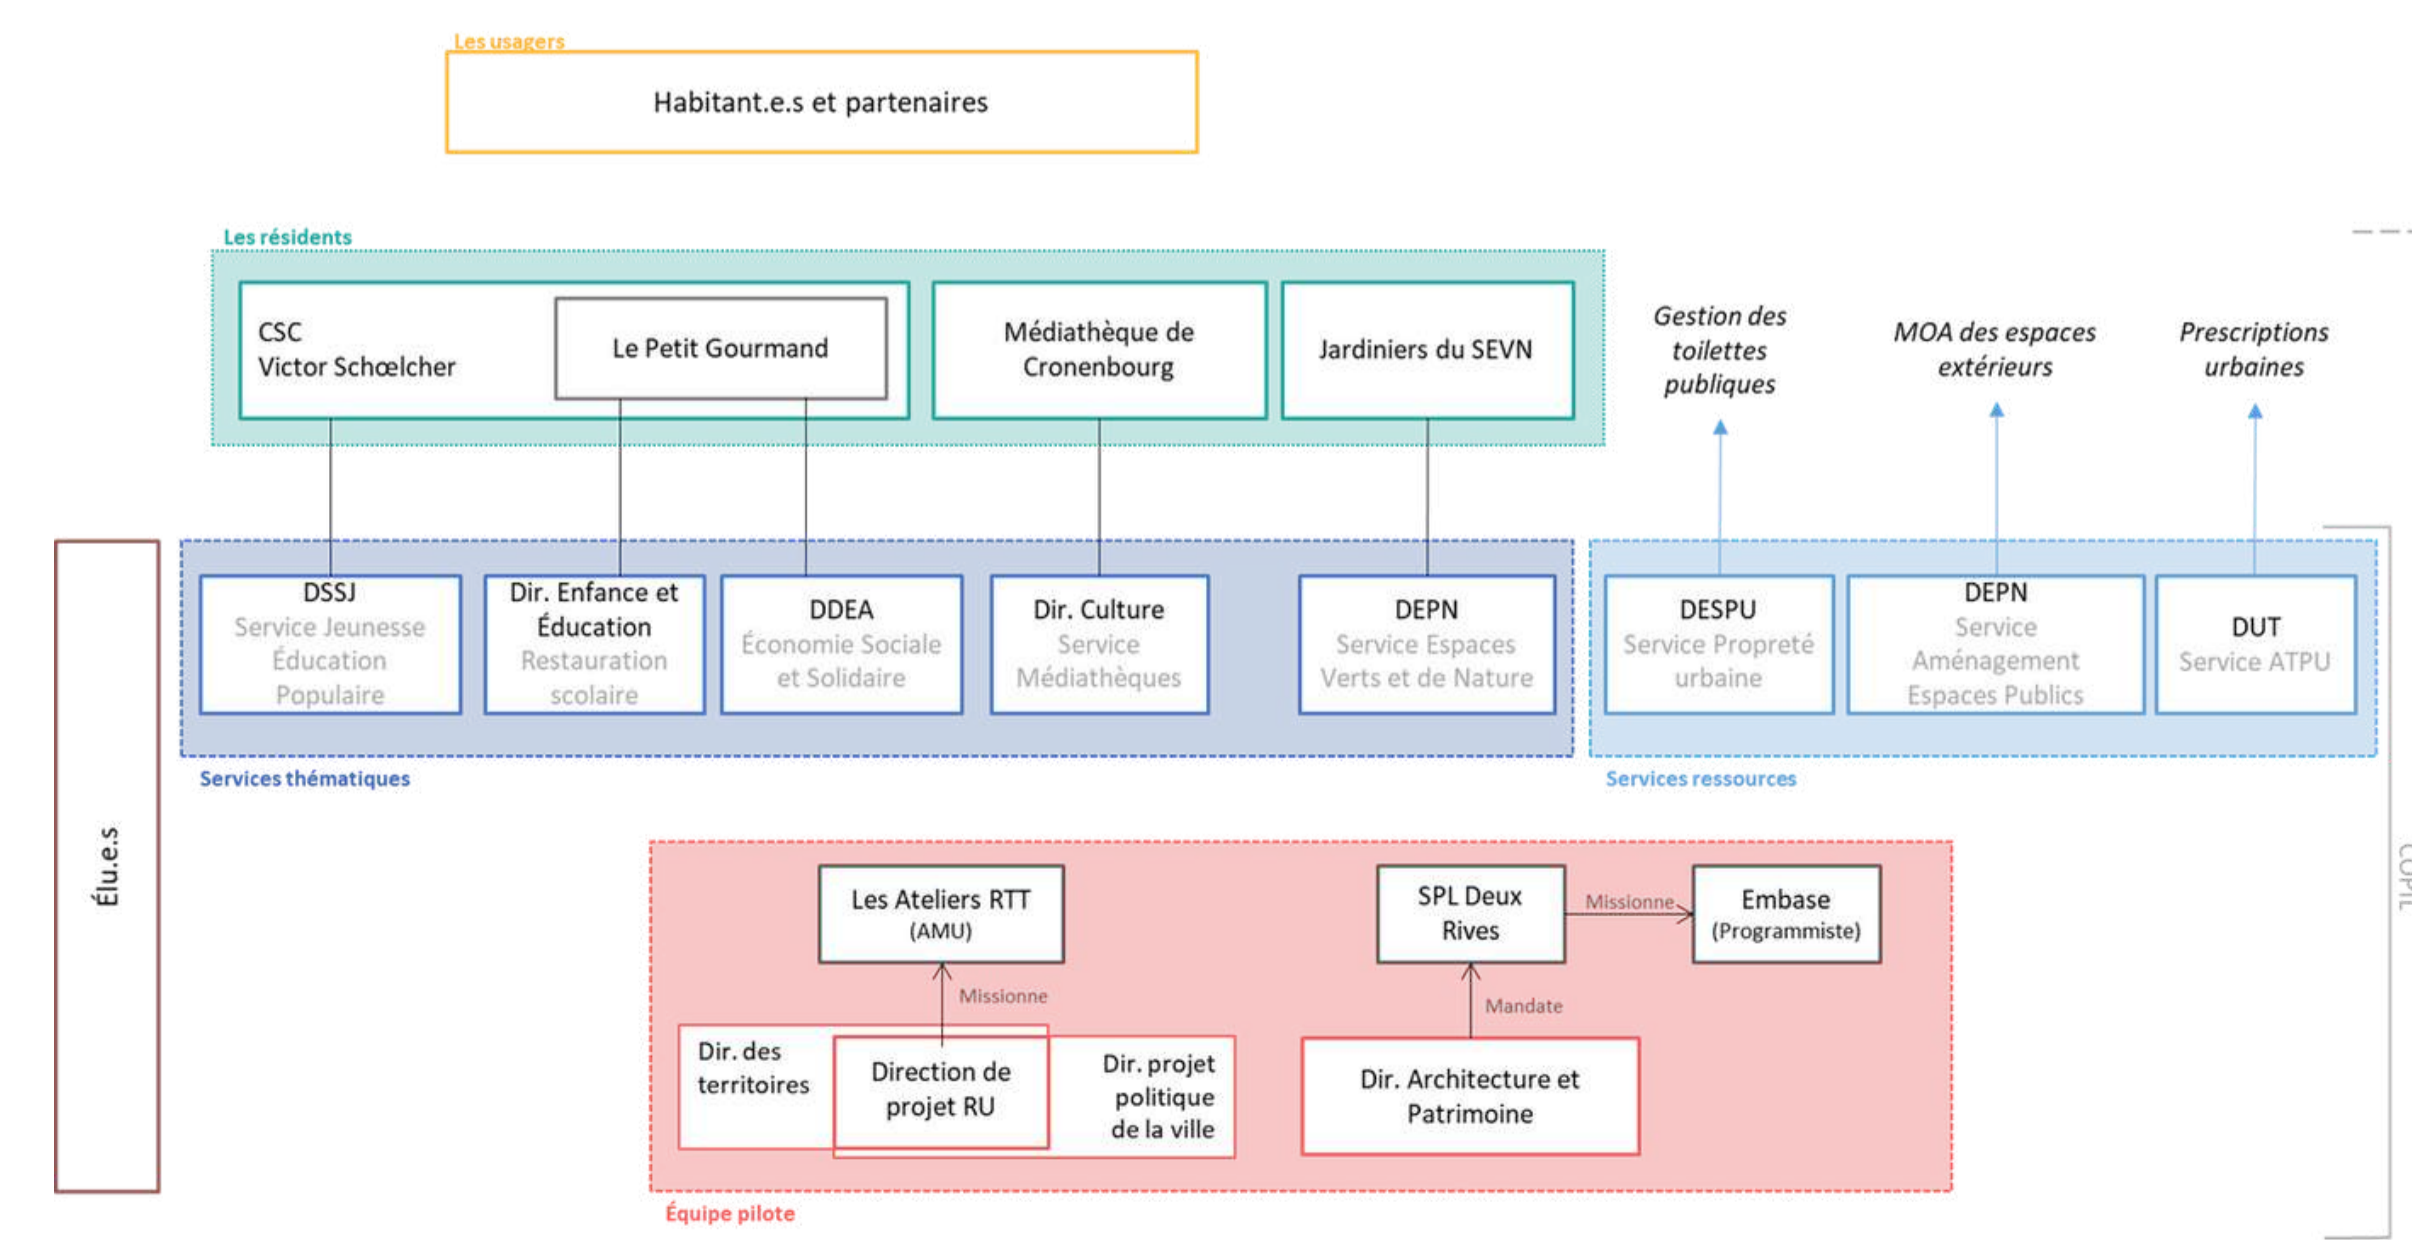 Les usagers
Habitant.e.s et partenaires
Les résidents
CSC
Victor Schœlcher
Le Petit Gourmand
Médiathèque de
Cronenbourg
Jardiniers du SEVN
Gestion des
toilettes
publiques
MOA des espaces
extérieurs
Prescriptions
urbaines
Élu.e.s
DSSJ
Service Jeunesse
Éducation
Populaire
Dir. Enfance et
Éducation
Restauration
scolaire
DDEA
Économie Sociale
et Solidaire
Dir. Culture
Service
Médiathèques
DEPN
Service Espaces
Verts et de Nature
DESPU
Service Propreté
urbaine
DEPN
Service
Aménagement
Espaces Publics
DUT
Service ATPU
Services thématiques
Services ressources
Les Ateliers RTT
(AMU)
SPL Deux
Rives
Missionne
Embase
(Programmiste)
Missionne
Mandate
Dir. des
territoires
Direction de
projet RU
Dir. projet
politique
de la ville
Dir. Architecture et
Patrimoine
Équipe pilote